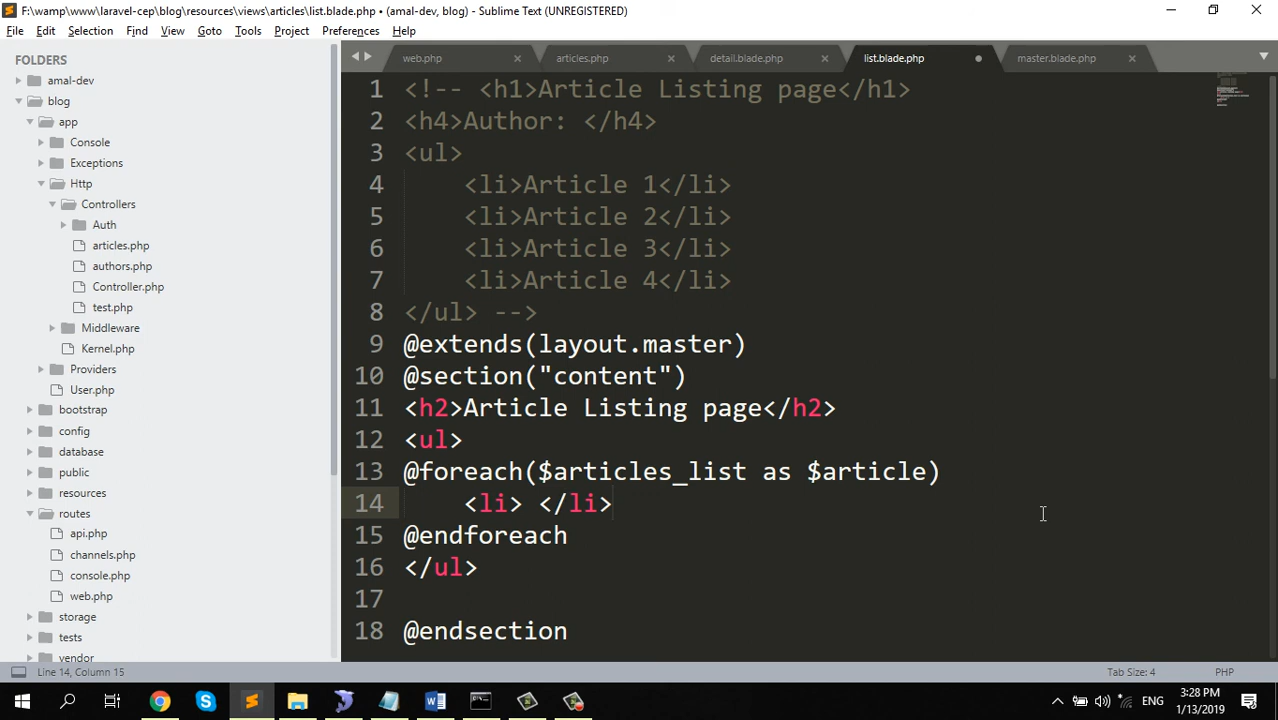 F:\wamp\www\laravel-cep\blog\resources\views\articles\list.blade.php • (amal-dev, blog) - Sublime Text (UNREGISTERED)
File Edit Selection Find View Goto Tools Project Preferences Help
FOLDERS
amal-dev
blog
app
Console
Exceptions
Http
Controllers
Auth
articles.php
authors.php
Controller.php
test.php
Middleware
Kernel.php
Providers
User.php
bootstrap
config
database
public
resources
routes
api.php
channels.php
console.php
web.php
storage
tests
vendor
web.php articles.php detail.blade.php list.blade.php master.blade.php
1 <!-- <h1>Article Listing page</h1>
2 <h4>Author: </h4>
3 <ul>
4 <li>Article 1</li>
5 <li>Article 2</li>
6 <li>Article 3</li>
7 <li>Article 4</li>
8 </ul> -->
9 @extends(layout.master)
10 @section("content")
11 <h2>Article Listing page</h2>
12 <ul>
13 @foreach($articles_list as $article)
14 <li> </li>
15 @endforeach
16 </ul>
17
18 @endsection
Line 14, Column 15 Tab Size: 4 PHP
ENG 3:28 PM
1/13/2019